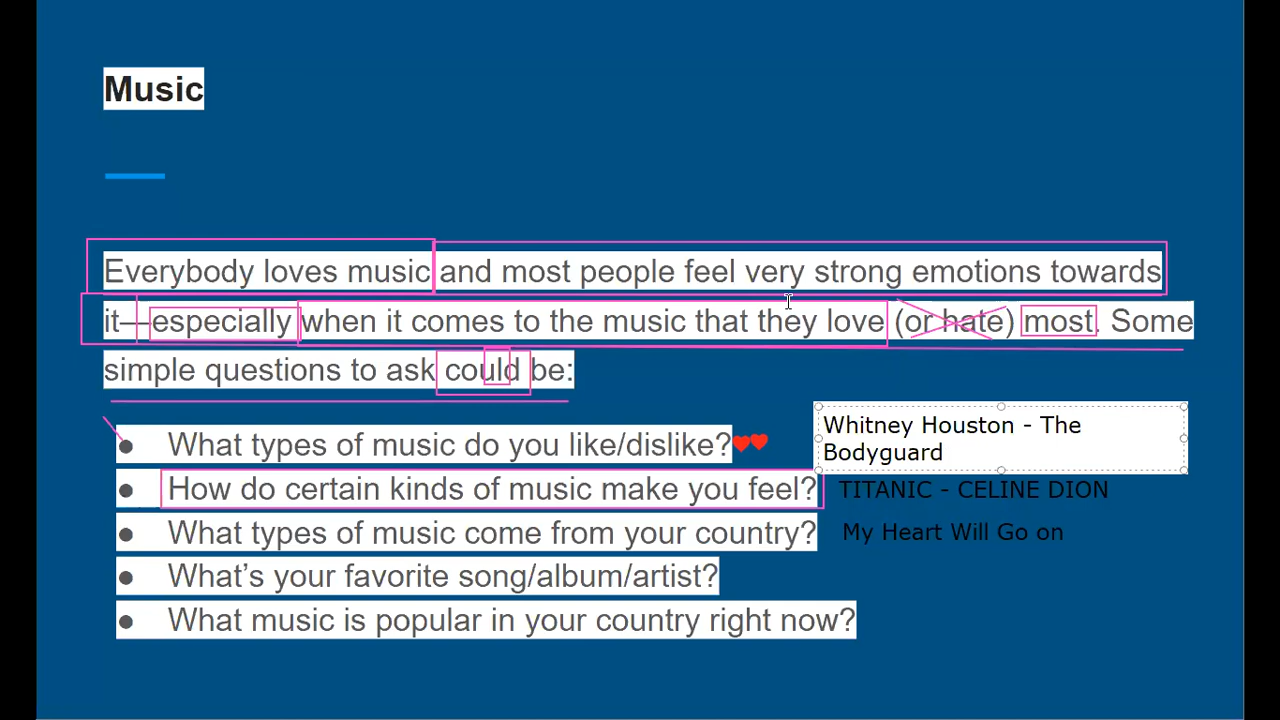 Music
Everybody loves music and most people feel very strong emotions towards
it—especially when it comes to the music that they love (or hate) most. Some
simple questions to ask could be:
● What types of music do you like/dislike?
● How do certain kinds of music make you feel?
● What types of music come from your country?
● What’s your favorite song/album/artist?
● What music is popular in your country right now?
Whitney Houston - The
Bodyguard
TITANIC - CELINE DION
My Heart Will Go on